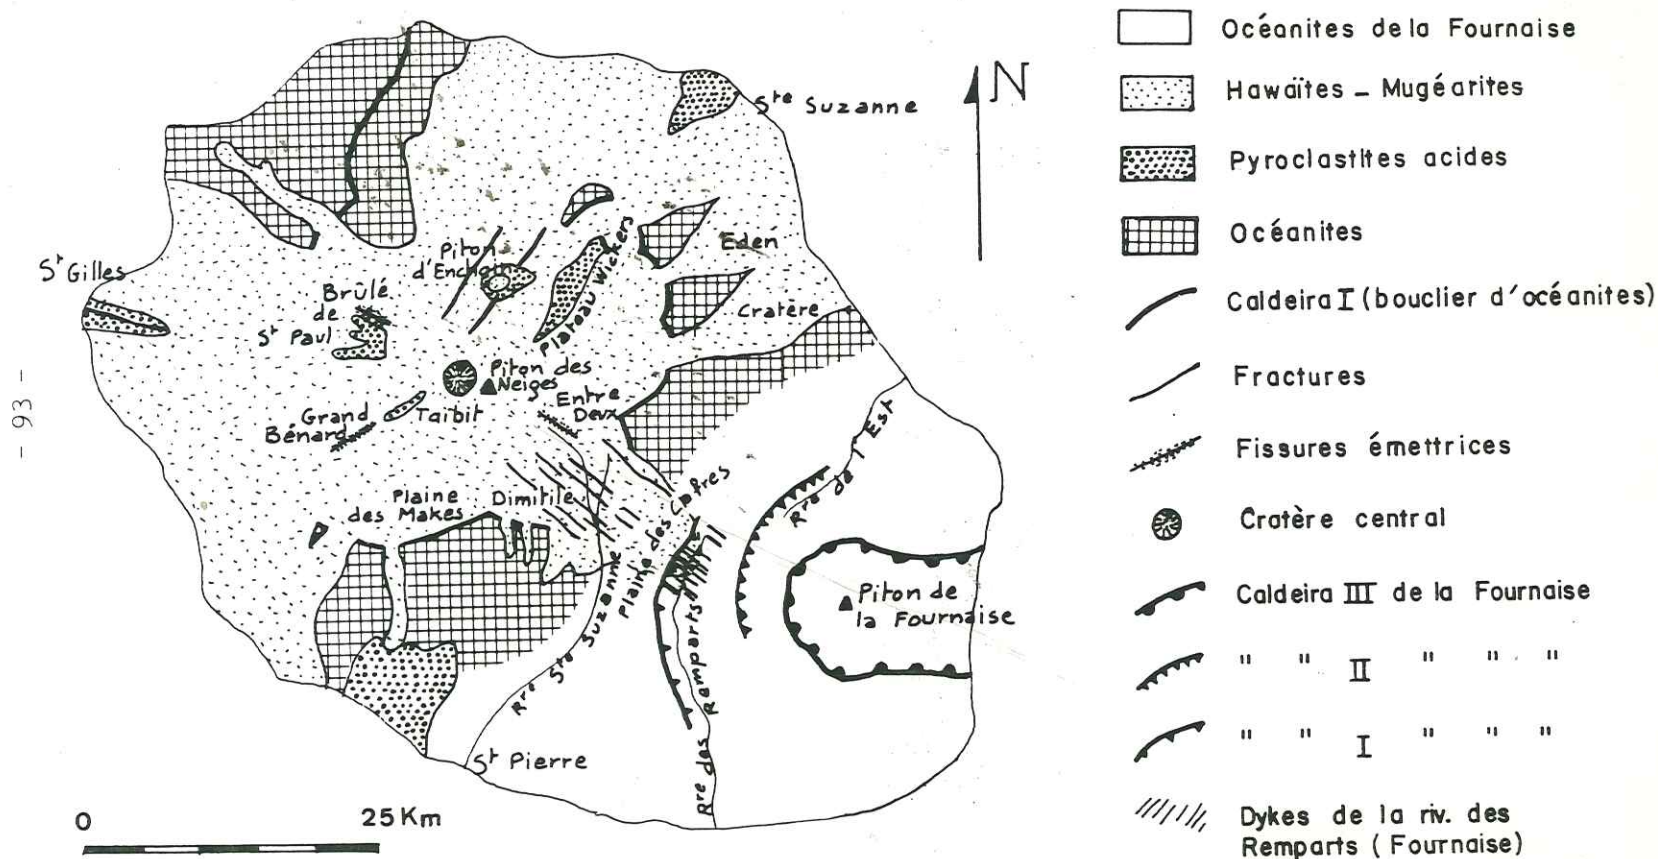 Océanites de la Fournaise
N
Hawaïtes – Mugéarites
Ste Suzanne
Pyroclastites acides
Océanites
Piton
d'Enchain
Plateau Wickers
Eden
St Gilles
Brûlé
de
St Paul
Cratère
Caldeira I (bouclier d'océanites)
Piton des
Neiges
Fractures
Entre
Deux
Grand
Bénard
Taïbit
- 93 -
Rre de l'Est
Fissures émettrices
Plaine
des Makes
Dimitile
Plaine des Cafres
Cratère central
Piton de
la Fournaise
Caldeira III de la Fournaise
Rre Ste Suzanne
Rre des Remparts
" " II " " "
" " I " " "
St Pierre
0 25 Km
Dykes de la riv. des
Remparts ( Fournaise)